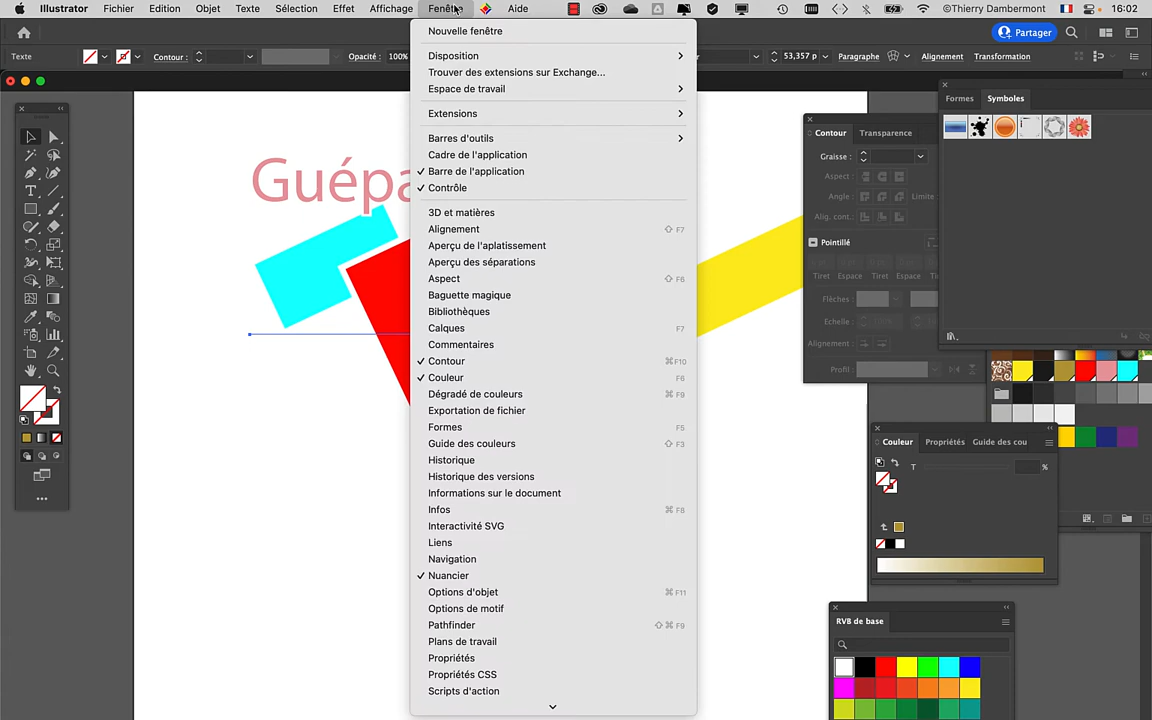 Illustrator Fichier Edition Objet Texte Sélection Effet Affichage Fenêtre Aide ©Thierry Dambermont 16:02
Partager
Texte Contour : Opacité : 100% 53,357 p Paragraphe Alignement Transformation
Nouvelle fenêtre
Disposition
Trouver des extensions sur Exchange...
Espace de travail
Extensions
Barres d'outils
Cadre de l'application
Barre de l'application
Contrôle
3D et matières
Alignement F7
Aperçu de l'aplatissement
Aperçu des séparations
Aspect F6
Baguette magique
Bibliothèques
Calques F7
Commentaires
Contour ⌘F10
Couleur F6
Dégradé de couleurs ⌘F9
Exportation de fichier
Formes F5
Guide des couleurs F3
Historique
Historique des versions
Informations sur le document
Infos ⌘F8
Interactivité SVG
Liens
Navigation
Nuancier
Options d'objet ⌘F11
Options de motif
Pathfinder ⌘F9
Plans de travail
Propriétés
Propriétés CSS
Scripts d'action
Guépa
Formes Symboles
Contour Transparence
Graisse :
Aspect :
Angle : Limite :
Alig. cont. :
Pointillé
Tiret Espace Tiret Espace
Flèches :
Echelle :
Alignement :
Profil :
Couleur Propriétés Guide des cou
T %
RVB de base